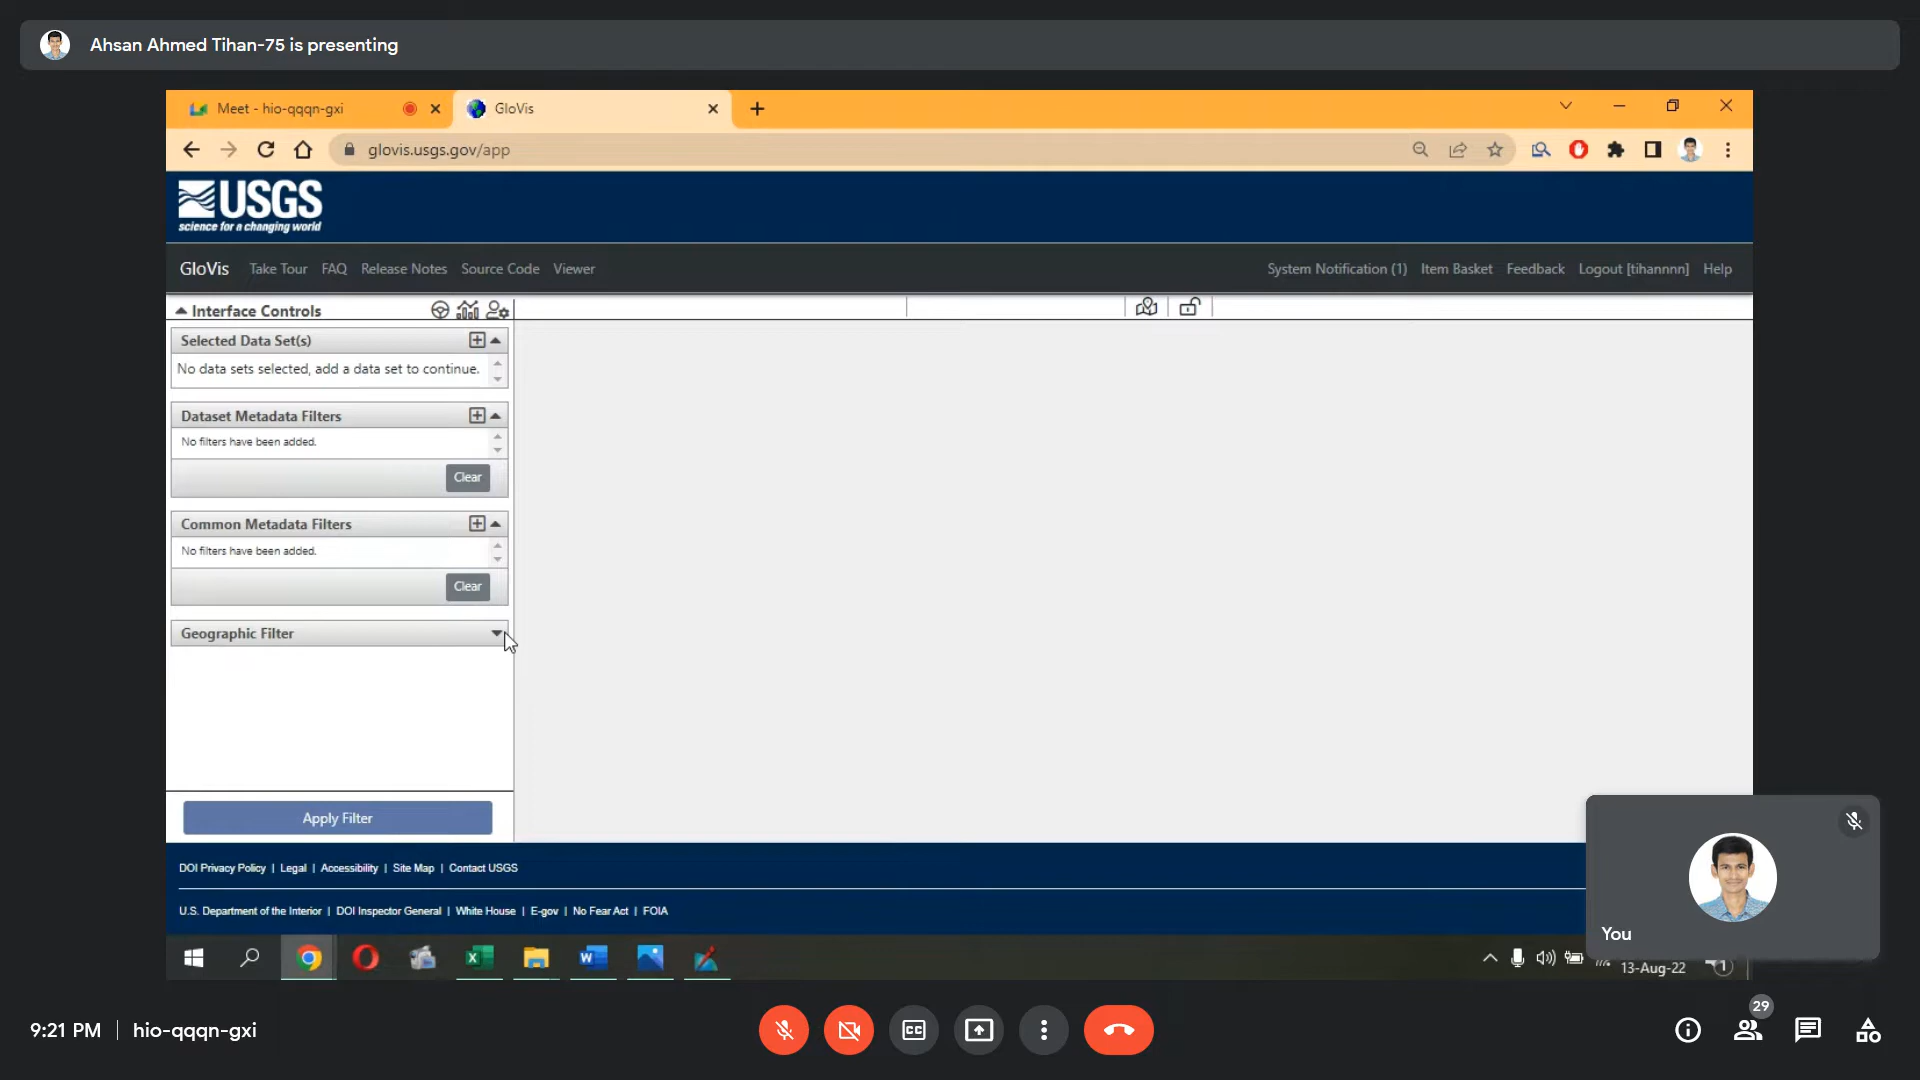 Ahsan Ahmed Tihan-75 is presenting
Meet - hio-qqqn-gxi
GloVis
glovis.usgs.gov/app
USGS
science for a changing world
GloVis Take Tour FAQ Release Notes Source Code Viewer System Notification (1) Item Basket Feedback Logout [tihannnn] Help
Interface Controls
Selected Data Set(s)
No data sets selected, add a data set to continue.
Dataset Metadata Filters
No filters have been added.
Clear
Common Metadata Filters
No filters have been added.
Clear
Geographic Filter
Apply Filter
DOI Privacy Policy | Legal | Accessibility | Site Map | Contact USGS
U.S. Department of the Interior | DOI Inspector General | White House | E-gov | No Fear Act | FOIA
You
13-Aug-22
1
9:21 PM | hio-qqqn-gxi
CC
29